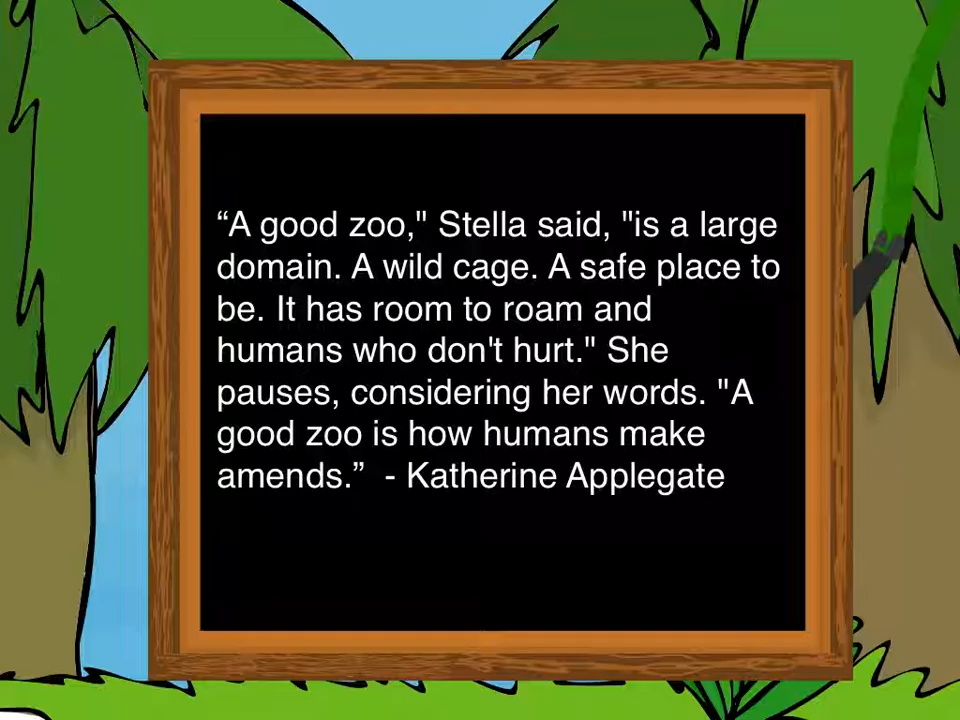 “A good zoo," Stella said, "is a large
domain. A wild cage. A safe place to
be. It has room to roam and
humans who don't hurt." She
pauses, considering her words. "A
good zoo is how humans make
amends.”  - Katherine Applegate